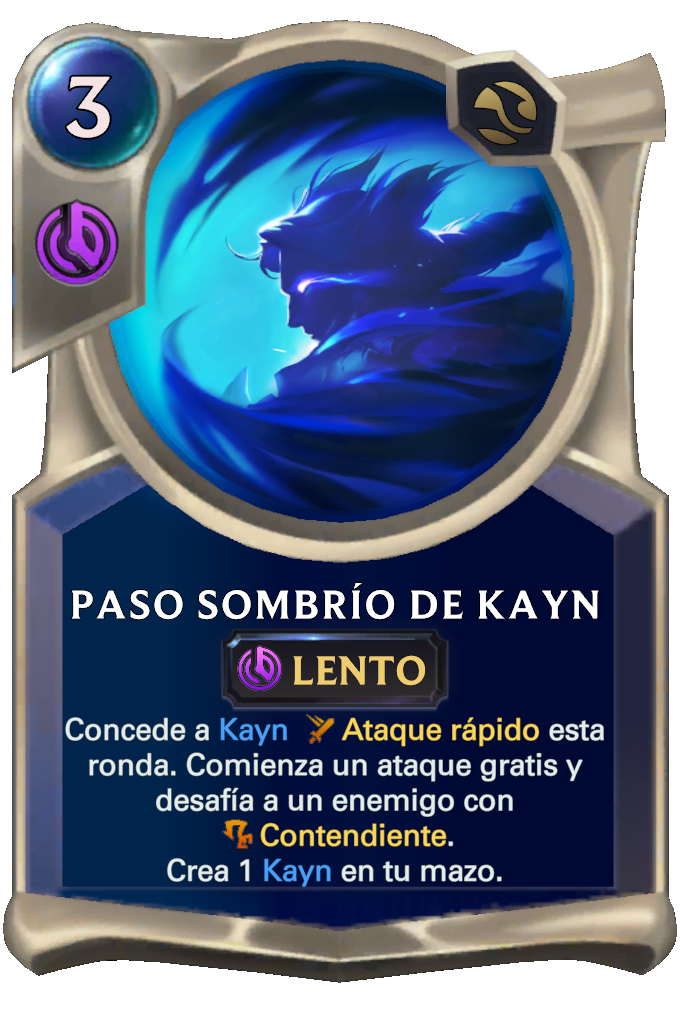 3
PASO SOMBRÍO DE KAYN
LENTO
Concede a Kayn Ataque rápido esta
ronda. Comienza un ataque gratis y
desafía a un enemigo con
Contendiente.
Crea 1 Kayn en tu mazo.